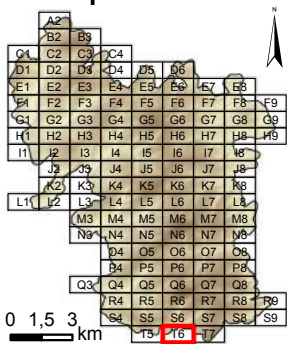 N
A2
B2 B3
C1 C2 C3 C4
D1 D2 D3 D4 D5 D6
E1 E2 E3 E4 E5 E6 E7 E8
F1 F2 F3 F4 F5 F6 F7 F8 F9
G1 G2 G3 G4 G5 G6 G7 G8 G9
H1 H2 H3 H4 H5 H6 H7 H8 H9
I1 I2 I3 I4 I5 I6 I7 I8
J2 J3 J4 J5 J6 J7 J8
K2 K3 K4 K5 K6 K7 K8
L1 L2 L3 L4 L5 L6 L7 L8
M3 M4 M5 M6 M7 M8
N3 N4 N5 N6 N7 N8
O4 O5 O6 O7 O8
P4 P5 P6 P7 P8
Q3 Q4 Q5 Q6 Q7 Q8
R4 R5 R6 R7 R8 R9
S4 S5 S6 S7 S8 S9
T5 T6 T7
0 1,5 3
km